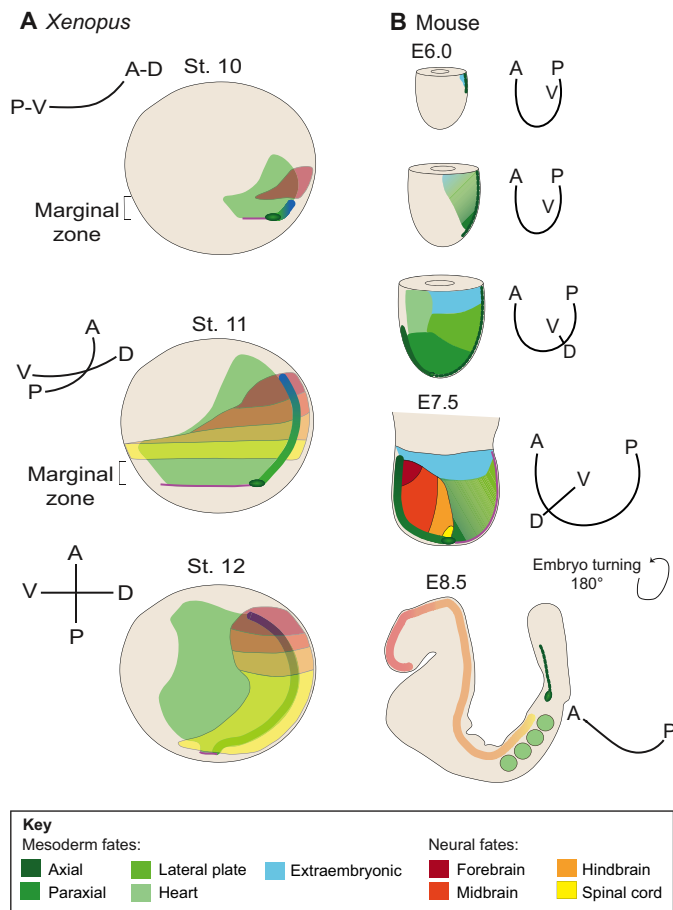 A Xenopus
St. 10
A-D
P-V
Marginal
zone
St. 11
A
V
D
P
Marginal
zone
St. 12
A
V
D
P
B Mouse
E6.0
A
P
V
A
P
V
A
P
V
D
E7.5
A
P
V
D
Embryo turning
180°
E8.5
A
P
Key
Mesoderm fates:
Neural fates:
Axial
Lateral plate
Extraembryonic
Forebrain
Hindbrain
Paraxial
Heart
Midbrain
Spinal cord